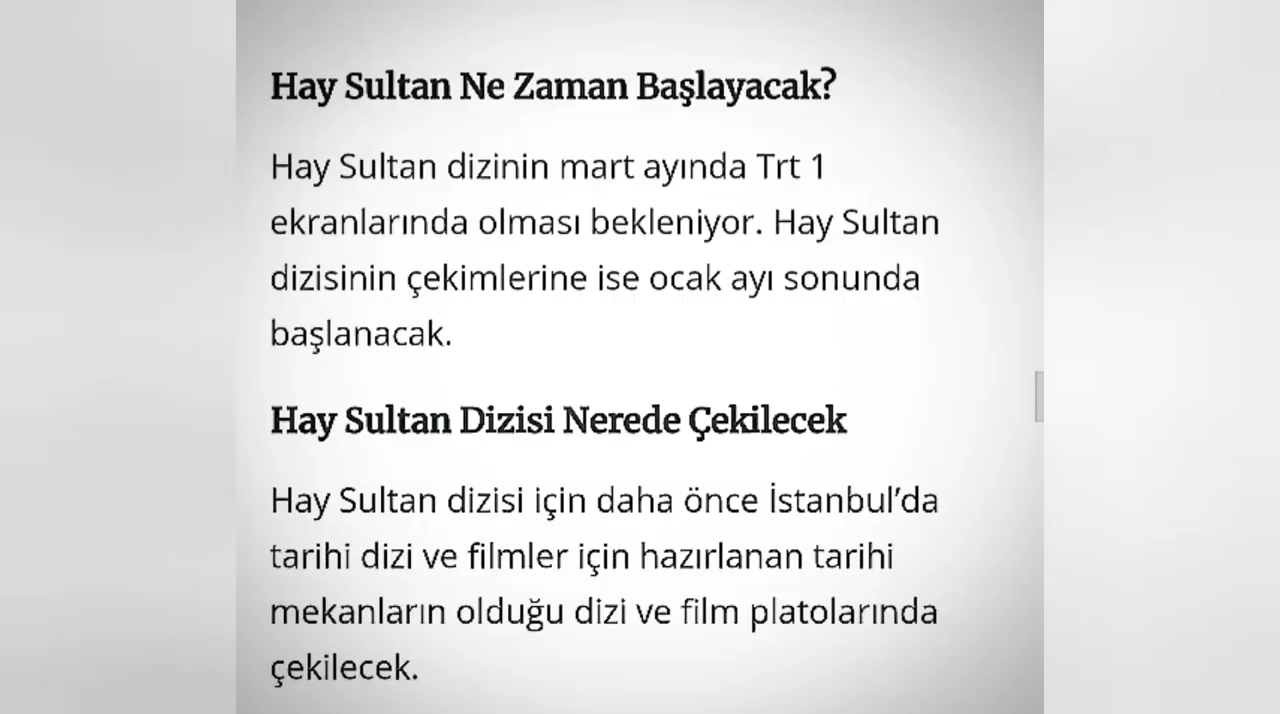 Hay Sultan Ne Zaman Başlayacak?
Hay Sultan dizinin mart ayında Trt 1
ekranlarında olması bekleniyor. Hay Sultan
dizisinin çekimlerine ise ocak ayı sonunda
başlanacak.
Hay Sultan Dizisi Nerede Çekilecek
Hay Sultan dizisi için daha önce İstanbul’da
tarihi dizi ve filmler için hazırlanan tarihi
mekanların olduğu dizi ve film platolarında
çekilecek.